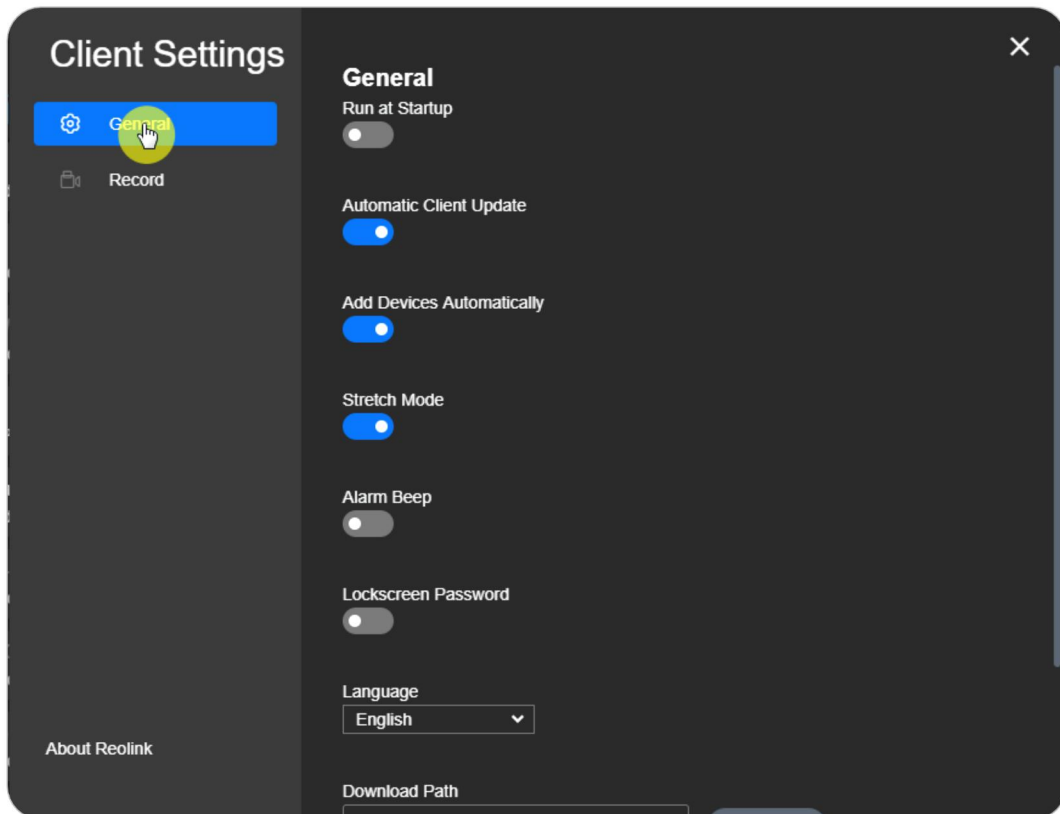 Client Settings
General
Record
About Reolink
General
Run at Startup
Automatic Client Update
Add Devices Automatically
Stretch Mode
Alarm Beep
Lockscreen Password
Language
English
Download Path